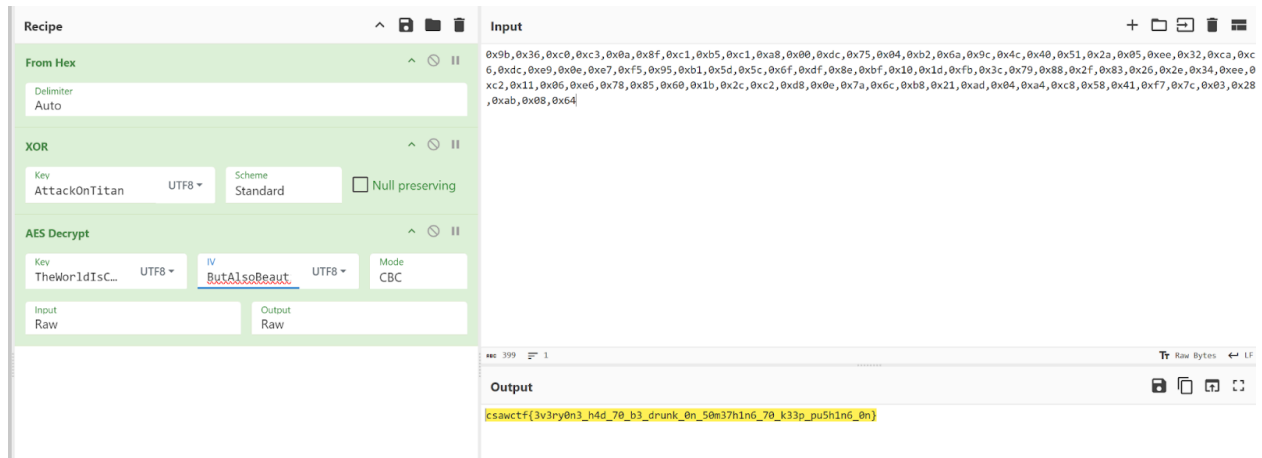 Recipe
Input
From Hex
Delimiter
Auto
XOR
Key
AttackOnTitan
UTF8
Scheme
Standard
Null preserving
AES Decrypt
Key
TheWorldIsC…
UTF8
IV
ButAlsoBeaut
UTF8
Mode
CBC
Input
Raw
Output
Raw
0x9b,0x36,0xc0,0xc3,0x0a,0x8f,0xc1,0xb5,0xc1,0xa8,0x00,0xdc,0x75,0x04,0xb2,0x6a,0x9c,0x4c,0x40,0x51,0x2a,0x05,0xee,0x32,0xca,0xc
6,0xdc,0xe9,0x0e,0xe7,0xf5,0x95,0xb1,0x5d,0x5c,0x6f,0xdf,0x8e,0xbf,0x10,0x1d,0xfb,0x3c,0x79,0x88,0x2f,0x83,0x26,0x2e,0x34,0xee,0
xc2,0x11,0x06,0xe6,0x78,0x85,0x60,0x1b,0x2c,0xc2,0xd8,0x0e,0x7a,0x6c,0xb8,0x21,0xad,0x04,0xa4,0xc8,0x58,0x41,0xf7,0x7c,0x03,0x28
,0xab,0x08,0x64
REC 399
1
Tr Raw Bytes
LF
Output
csawctf{3v3ry0n3_h4d_70_b3_drunk_0n_50m37h1n6_70_k33p_pu5h1n6_0n}